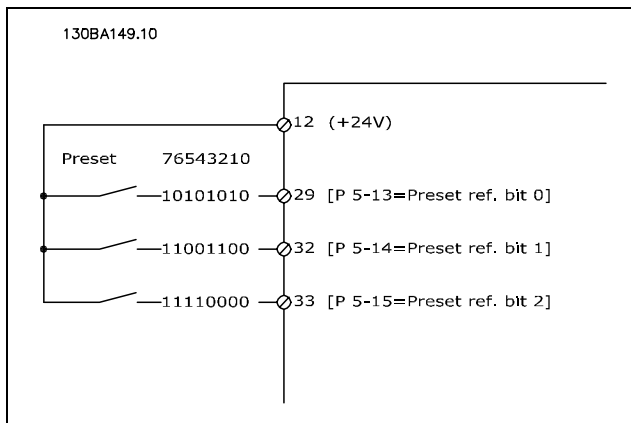 130BA149.10
12 (+24V)
Preset 76543210
10101010 29 [P 5-13=Preset ref. bit 0]
11001100 32 [P 5-14=Preset ref. bit 1]
11110000 33 [P 5-15=Preset ref. bit 2]